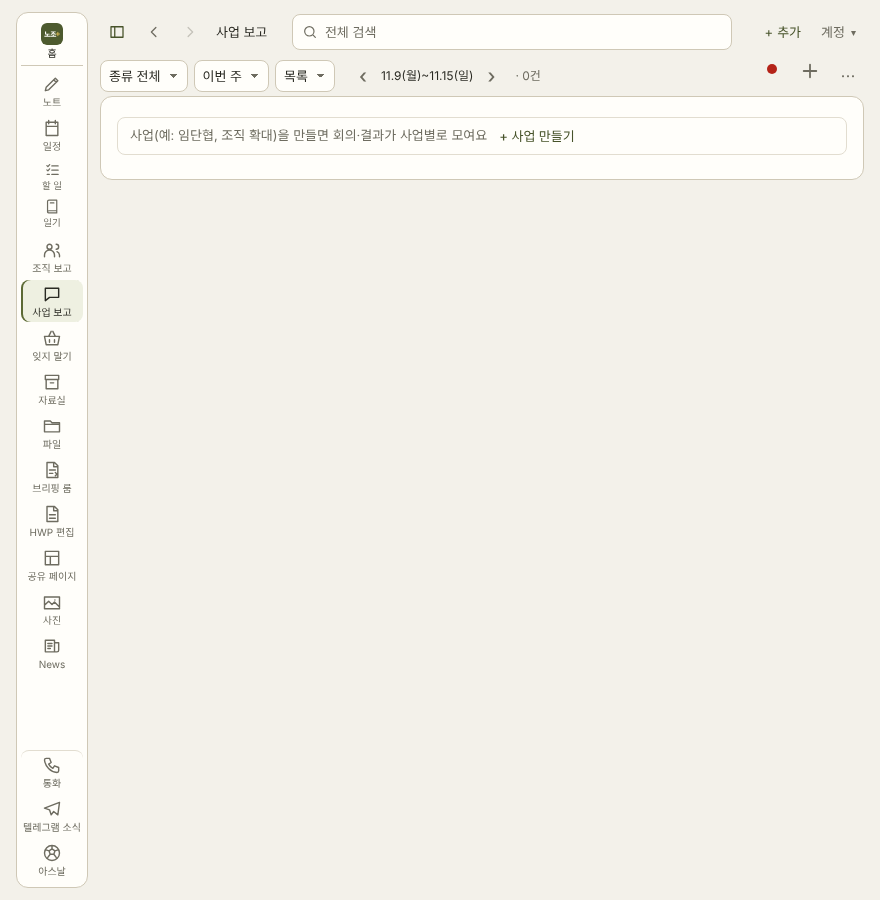 노조+
홈
사업 보고
전체 검색
+ 추가
계정 ▾
종류 전체
이번 주
목록
11.9(월)~11.15(일)
· 0건
사업(예: 임단협, 조직 확대)을 만들면 회의·결과가 사업별로 모여요
+ 사업 만들기
노트
일정
할 일
일기
조직 보고
사업 보고
잊지 말기
자료실
파일
브리핑 룸
HWP 편집
공유 페이지
사진
News
통화
텔레그램 소식
아스날